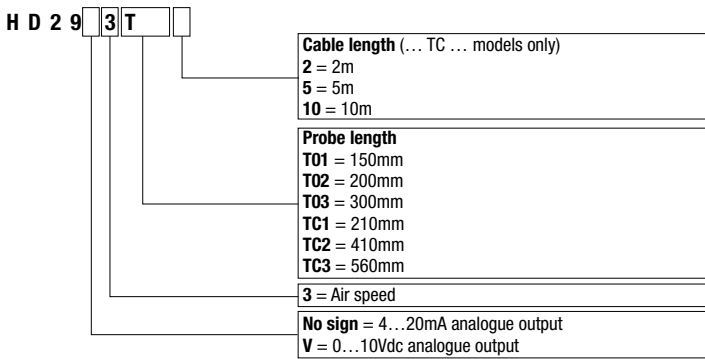 HD29 3 T
Cable length (… TC … models only)
2 = 2m
5 = 5m
10 = 10m
Probe length
T01 = 150mm
T02 = 200mm
T03 = 300mm
TC1 = 210mm
TC2 = 410mm
TC3 = 560mm
3 = Air speed
No sign = 4…20mA analogue output
V = 0…10Vdc analogue output